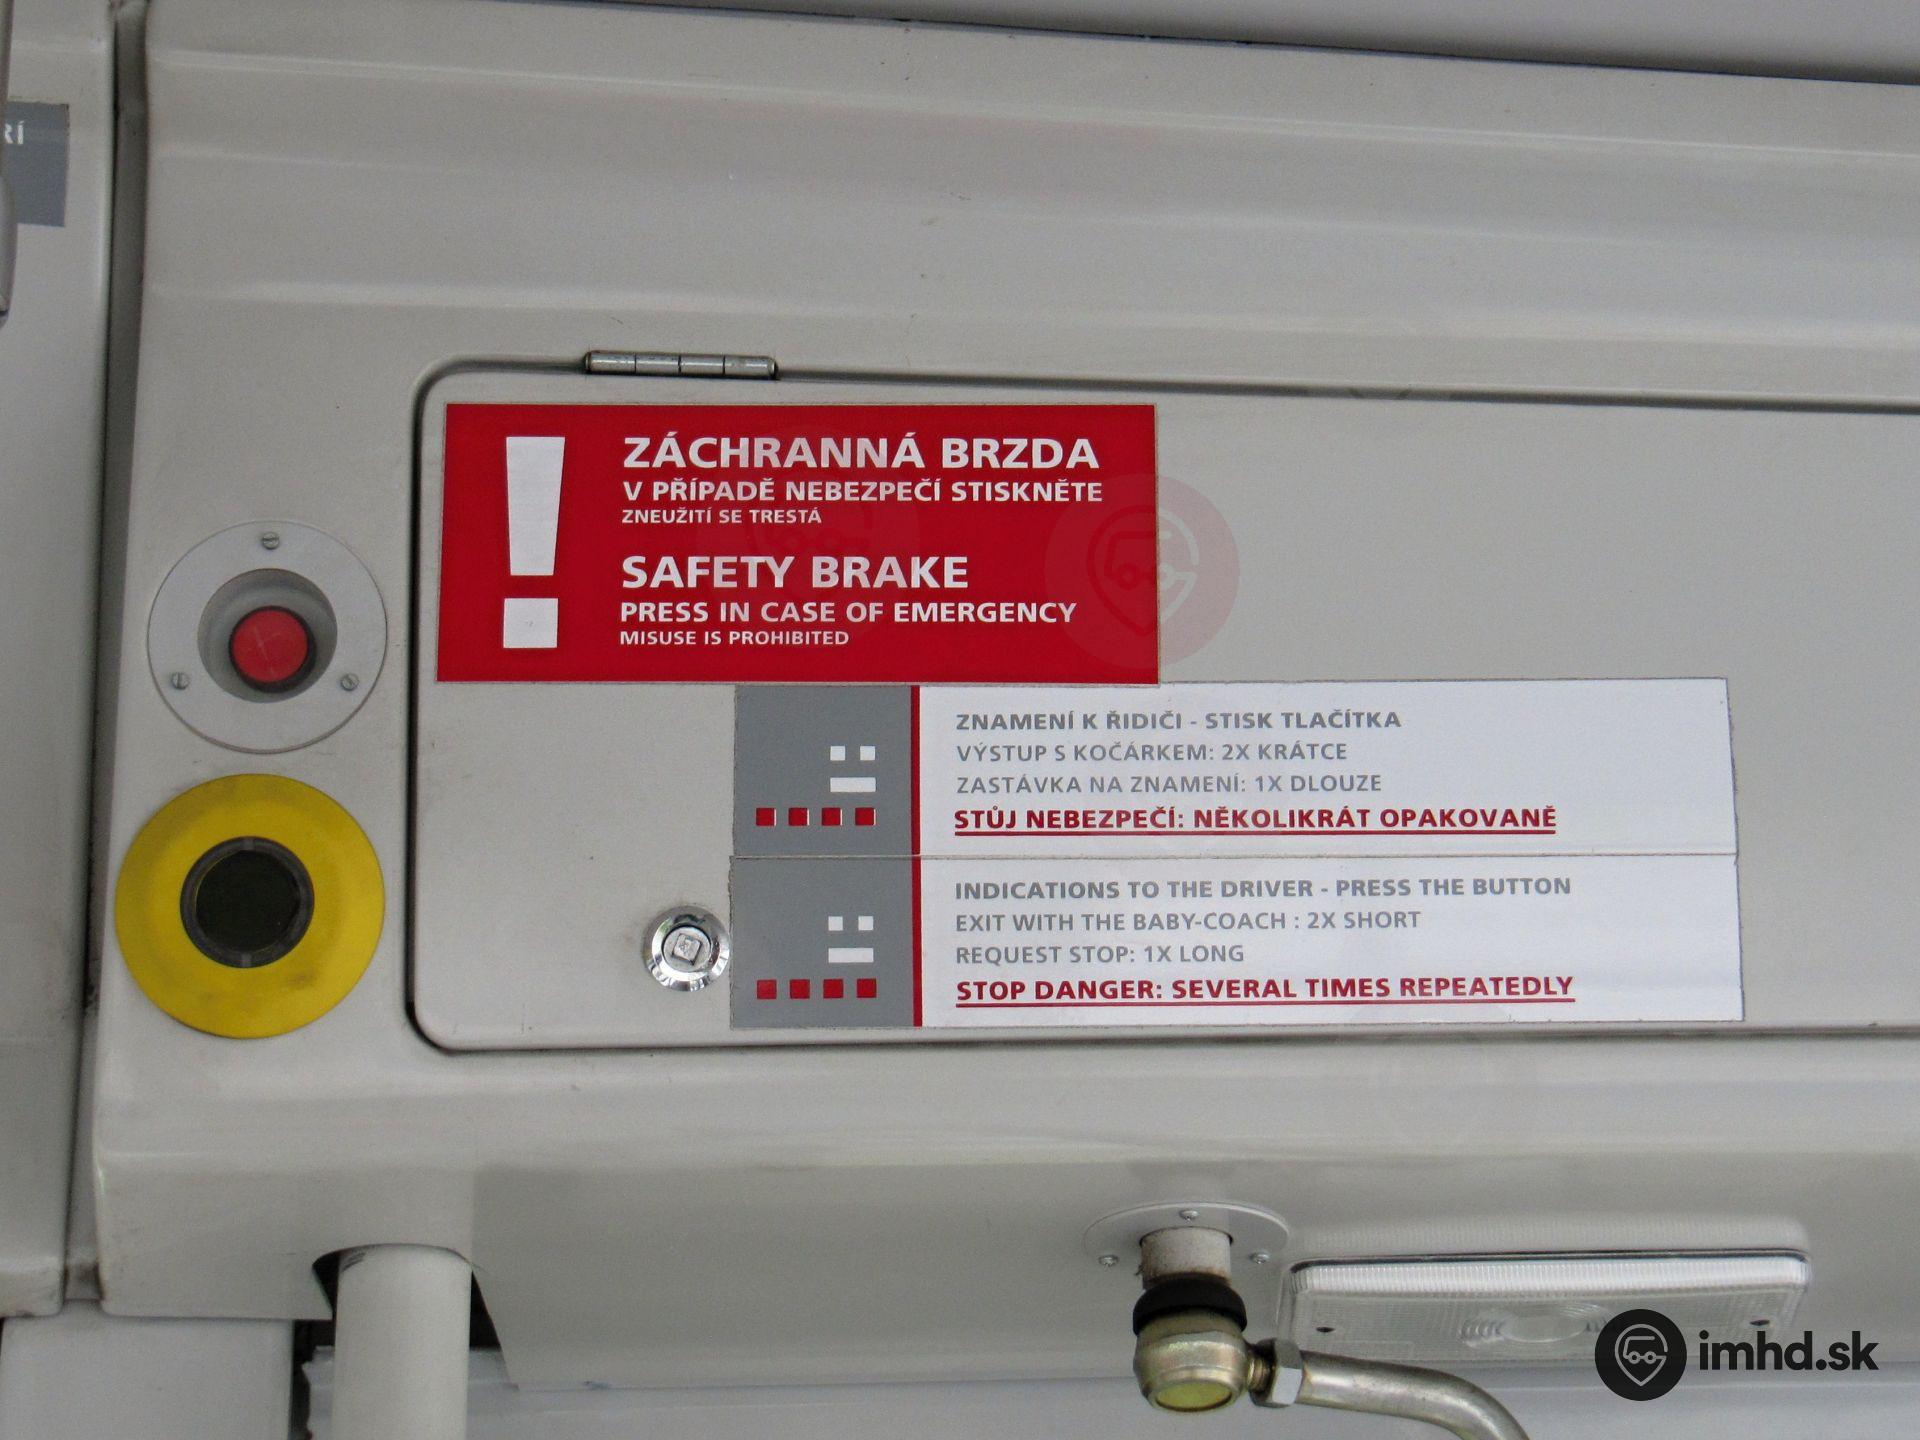 ŘÍ
ZÁCHRANNÁ BRZDA
V PŘÍPADĚ NEBEZPEČÍ STISKNĚTE
ZNEUŽITÍ SE TRESTÁ
SAFETY BRAKE
PRESS IN CASE OF EMERGENCY
MISUSE IS PROHIBITED
ZNAMENÍ K ŘIDIČI - STISK TLAČÍTKA
VÝSTUP S KOČÁRKEM: 2X KRÁTCE
ZASTÁVKA NA ZNAMENÍ: 1X DLOUZE
STŮJ NEBEZPEČÍ: NĚKOLIKRÁT OPAKOVANĚ
INDICATIONS TO THE DRIVER - PRESS THE BUTTON
EXIT WITH THE BABY-COACH : 2X SHORT
REQUEST STOP: 1X LONG
STOP DANGER: SEVERAL TIMES REPEATEDLY
imhd.sk